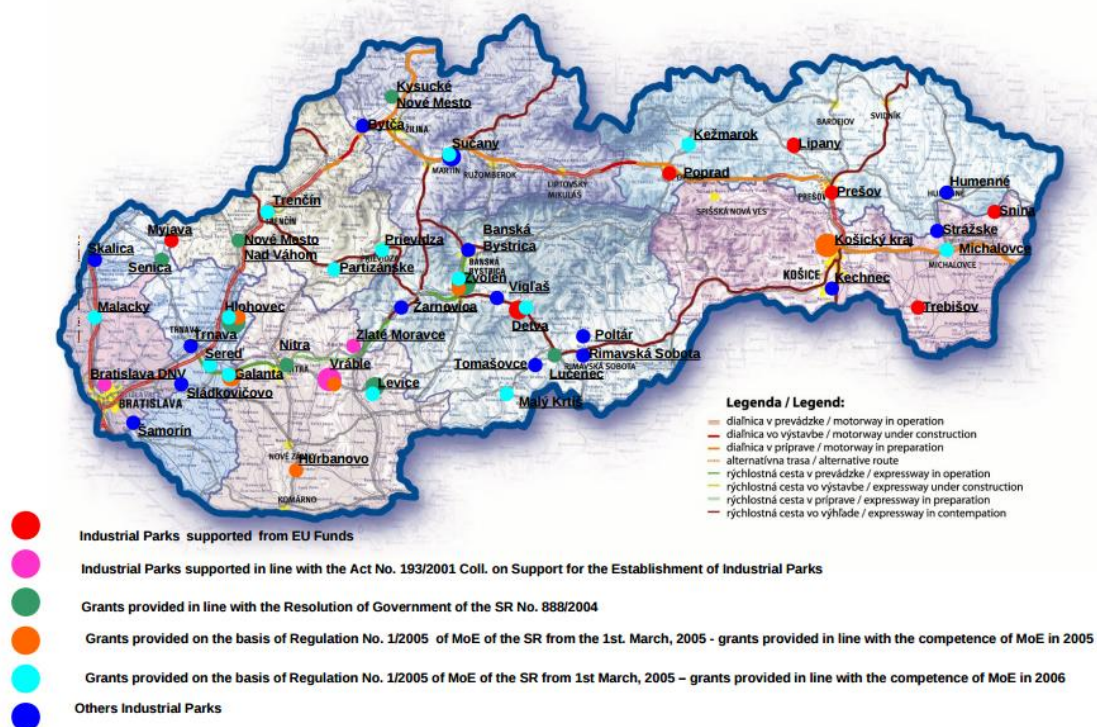 Kysucké
Nové Mesto
Bytča
ŽILINA
Sučany
MARTIN
RUŽOMBEROK
LIPTOVSKÝ
MIKULÁŠ
Kežmarok
Poprad
SPIŠSKÁ NOVÁ VES
BARDEJOV
SVIDNÍK
Lipany
PREŠOV
Prešov
Humenné
Snina
Strážske
Michalovce
MICHALOVCE
Košický kraj
KOŠICE
Kechnec
Trebišov
Trenčín
TRENČÍN
Myjava
Skalica
Senica
Nové Mesto
Nad Váhom
Prievidza
PRIEVIDZA
Partizánske
Banská
Bystrica
BANSKÁ
BYSTRICA
Zvolen
Vígľaš
Detva
Žarnovica
Malacky
Hlohovec
TRNAVA
Trnava
Zlaté Moravce
Nitra
NITRA
Sereď
Galanta
Vráble
Levice
Poltár
Rimavská Sobota
RIMAVSKÁ SOBOTA
Tomašovce
Lučenec
Malý Krtíš
Bratislava DNV
BRATISLAVA
Sládkovičovo
Šamorín
NOVÉ ZÁMKY
Hurbanovo
KOMÁRNO
Legenda / Legend:
diaľnica v prevádzke / motorway in operation
diaľnica vo výstavbe / motorway under construction
diaľnica v príprave / motorway in preparation
alternatívna trasa / alternative route
rýchlostná cesta v prevádzke / expressway in operation
rýchlostná cesta vo výstavbe / expressway under construction
rýchlostná cesta v príprave / expressway in preparation
rýchlostná cesta vo výhľade / expressway in contempation
Industrial Parks supported from EU Funds
Industrial Parks supported in line with the Act No. 193/2001 Coll. on Support for the Establishment of Industrial Parks
Grants provided in line with the Resolution of Government of the SR No. 888/2004
Grants provided on the basis of Regulation No. 1/2005 of MoE of the SR from the 1st. March, 2005 - grants provided in line with the competence of MoE in 2005
Grants provided on the basis of Regulation No. 1/2005 of MoE of the SR from 1st March, 2005 – grants provided in line with the competence of MoE in 2006
Others Industrial Parks